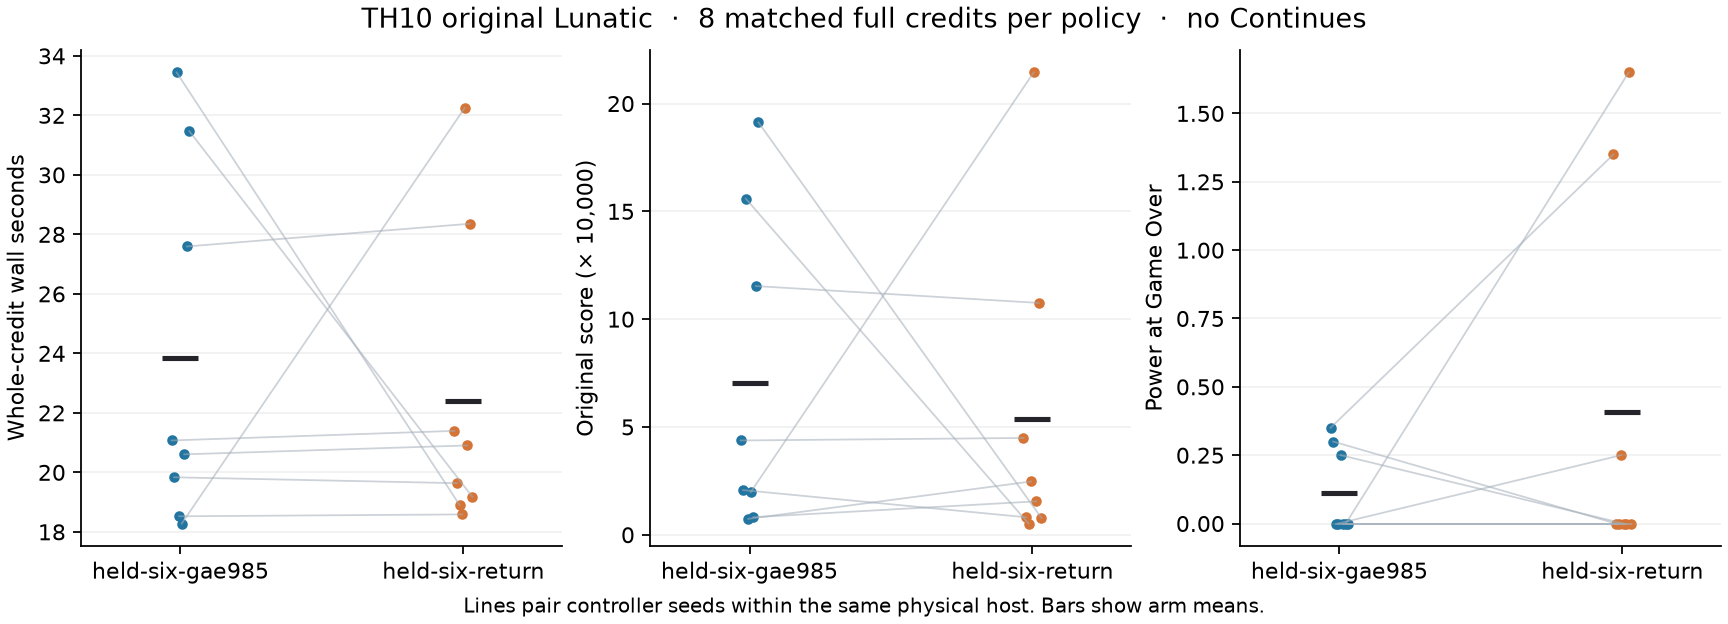 TH10 original Lunatic · 8 matched full credits per policy · no Continues
Whole-credit wall seconds
34
32
30
28
26
24
22
20
18
held-six-gae985
held-six-return
Original score (× 10,000)
20
15
10
5
0
held-six-gae985
held-six-return
Power at Game Over
1.50
1.25
1.00
0.75
0.50
0.25
0.00
held-six-gae985
held-six-return
Lines pair controller seeds within the same physical host. Bars show arm means.